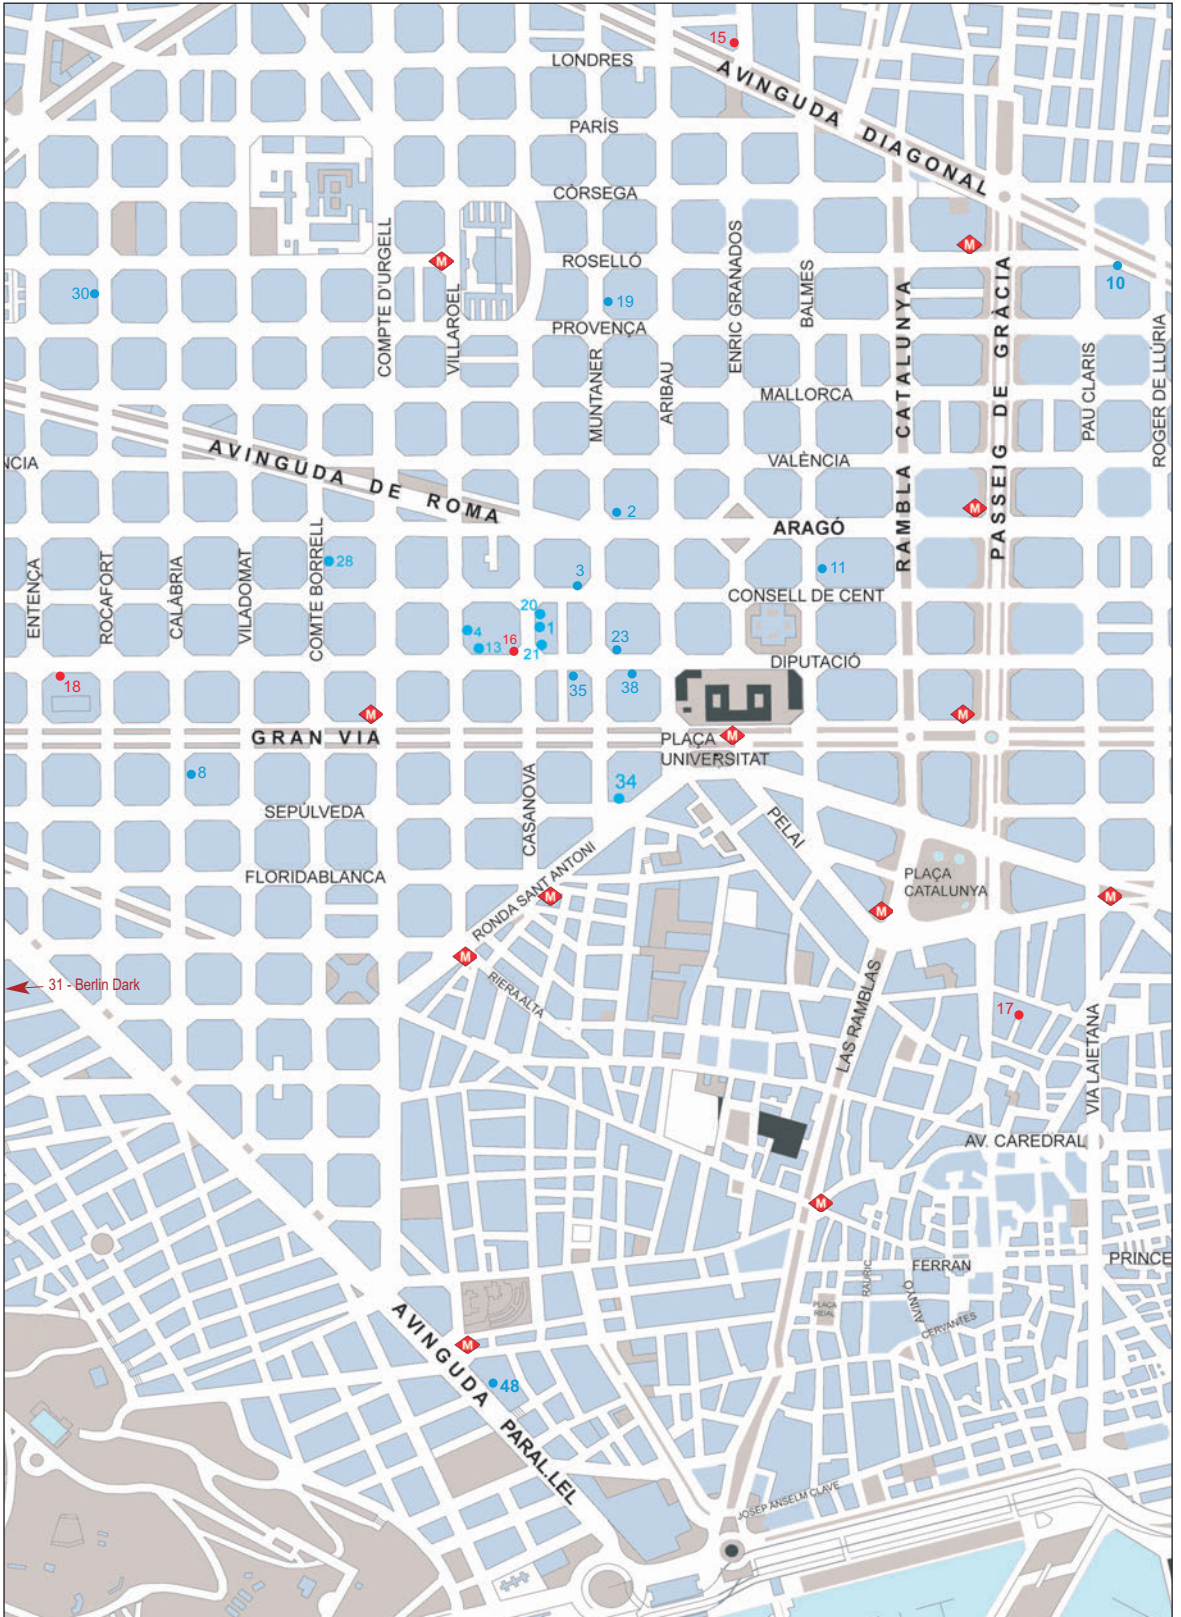 15
LONDRES
AVINGUDA DIAGONAL
PARÍS
CÒRSEGA
COMPTE D'URGELL
M
VILLAROEL
ROSELLÓ
ENRIC GRANADOS
BALMES
RAMBLA CATALUNYA
M
PASSEIG DE GRÀCIA
10
30
19
PROVENÇA
MUNTANER
ARIBAU
MALLORCA
PAU CLARIS
ROGER DE LLÚRIA
NCIA
AVINGUDA DE ROMA
VALÈNCIA
2
M
ARAGÓ
ENTENÇA
ROCAFORT
CALÀBRIA
VILADOMAT
COMTE BORRELL
28
3
11
CONSELL DE CENT
20
4
1
16
13
21
23
DIPUTACIÓ
18
35
38
M
M
GRAN VIA
PLAÇA
UNIVERSITAT
M
8
34
SEPÚLVEDA
CASANOVA
PELAI
FLORIDABLANCA
PLAÇA
CATALUNYA
RONDA SANT ANTONI
M
M
M
M
31 - Berlin Dark
RIERA ALTA
LAS RAMBLAS
17
VIA LAIETANA
AV. CAREDRAL
M
PRINCE
RAURIC
FERRAN
AVINYÓ
PLAÇA
REIAL
CERVANTES
AVINGUDA PARAL.LEL
M
48
JOSEP ANSELM CLAVE